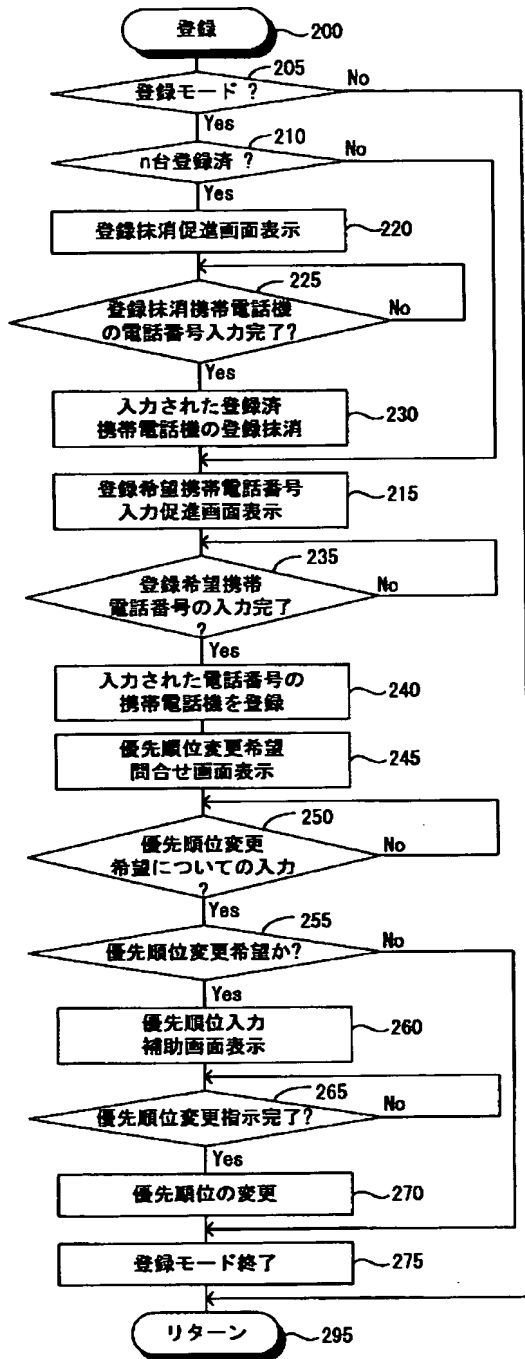 登録
200
205
登録モード ?
No
Yes
210
n台登録済 ?
No
Yes
登録抹消促進画面表示
220
225
登録抹消携帯電話機
の電話番号入力完了?
No
Yes
入力された登録済
携帯電話機の登録抹消
230
登録希望携帯電話番号
入力促進画面表示
215
235
登録希望携帯
電話番号の入力完了
?
No
Yes
入力された電話番号の
携帯電話機を登録
240
優先順位変更希望
問合せ画面表示
245
250
優先順位変更
希望についての入力
?
No
Yes
255
優先順位変更希望か?
No
Yes
優先順位入力
補助画面表示
260
265
優先順位変更指示完了?
No
Yes
優先順位の変更
270
登録モード終了
275
リターン
295